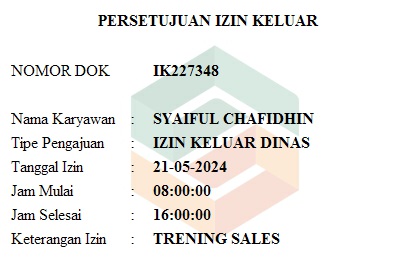 PERSETUJUAN IZIN KELUAR
NOMOR DOK IK227348
Nama Karyawan : SYAIFUL CHAFIDHIN
Tipe Pengajuan : IZIN KELUAR DINAS
Tanggal Izin : 21-05-2024
Jam Mulai : 08:00:00
Jam Selesai : 16:00:00
Keterangan Izin : TRENING SALES